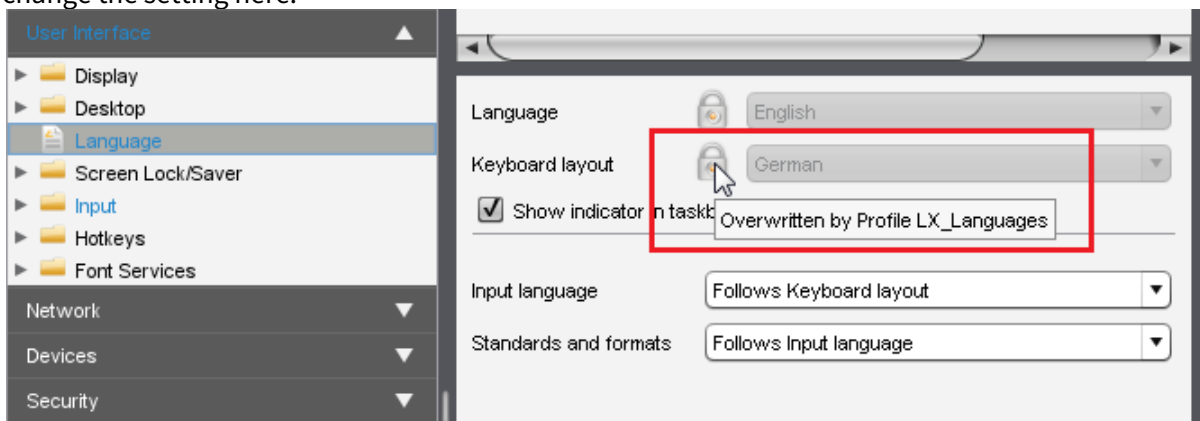 change the setting here.
User Interface
Display
Desktop
Language
Screen Lock/Saver
Input
Hotkeys
Font Services
Network
Devices
Security
Language English
Keyboard layout German
Show indicator in taskb
Overwritten by Profile LX_Languages
Input language Follows Keyboard layout
Standards and formats Follows Input language